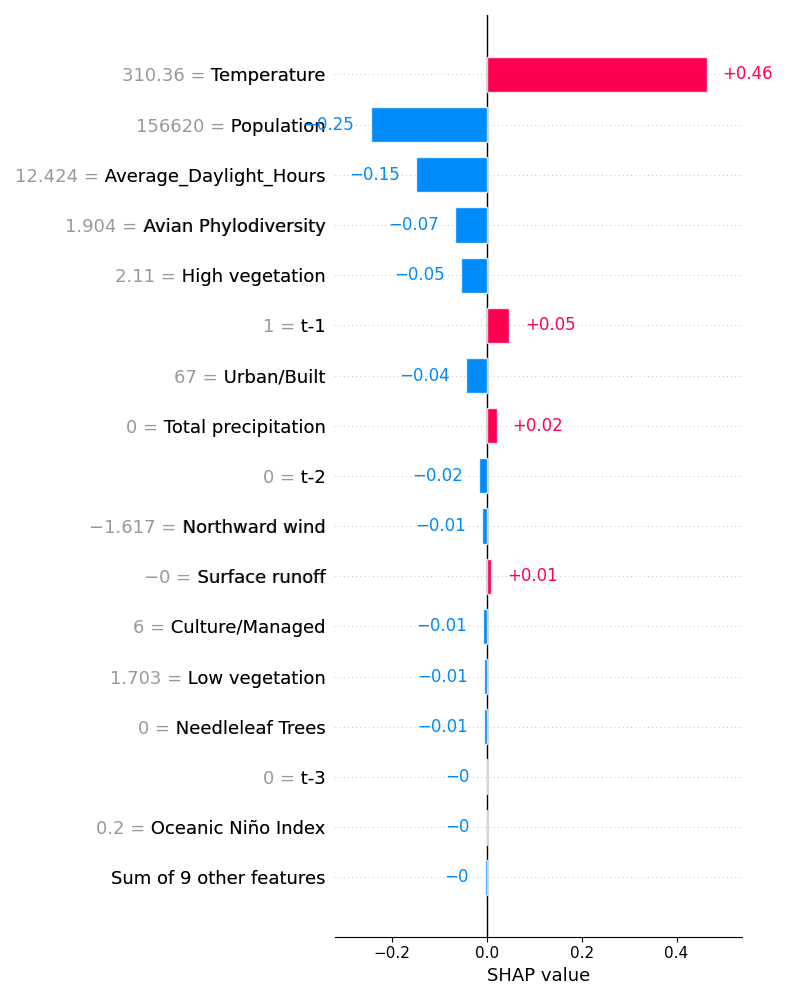 310.36 = Temperature +0.46
156620 = Population −0.25
12.424 = Average_Daylight_Hours −0.15
1.904 = Avian Phylodiversity −0.07
2.11 = High vegetation −0.05
1 = t-1 +0.05
67 = Urban/Built −0.04
0 = Total precipitation +0.02
0 = t-2 −0.02
−1.617 = Northward wind −0.01
−0 = Surface runoff +0.01
6 = Culture/Managed −0.01
1.703 = Low vegetation −0.01
0 = Needleleaf Trees −0.01
0 = t-3 −0
0.2 = Oceanic Niño Index −0
Sum of 9 other features −0
−0.2 0.0 0.2 0.4
SHAP value